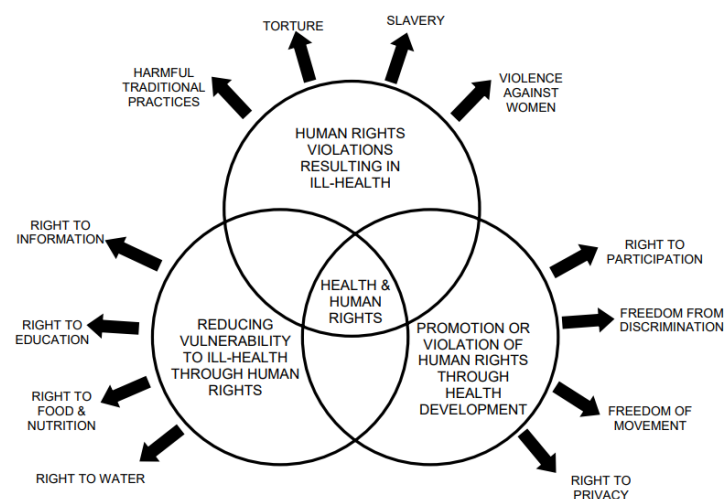 TORTURE
SLAVERY
HARMFUL
TRADITIONAL
PRACTICES
VIOLENCE
AGAINST
WOMEN
HUMAN RIGHTS
VIOLATIONS
RESULTING IN
ILL-HEALTH
RIGHT TO
INFORMATION
RIGHT TO
EDUCATION
RIGHT TO
FOOD &
NUTRITION
RIGHT TO WATER
REDUCING
VULNERABILITY
TO ILL-HEALTH
THROUGH HUMAN
RIGHTS
HEALTH &
HUMAN
RIGHTS
PROMOTION OR
VIOLATION OF
HUMAN RIGHTS
THROUGH
HEALTH
DEVELOPMENT
RIGHT TO
PARTICIPATION
FREEDOM FROM
DISCRIMINATION
FREEDOM OF
MOVEMENT
RIGHT TO
PRIVACY